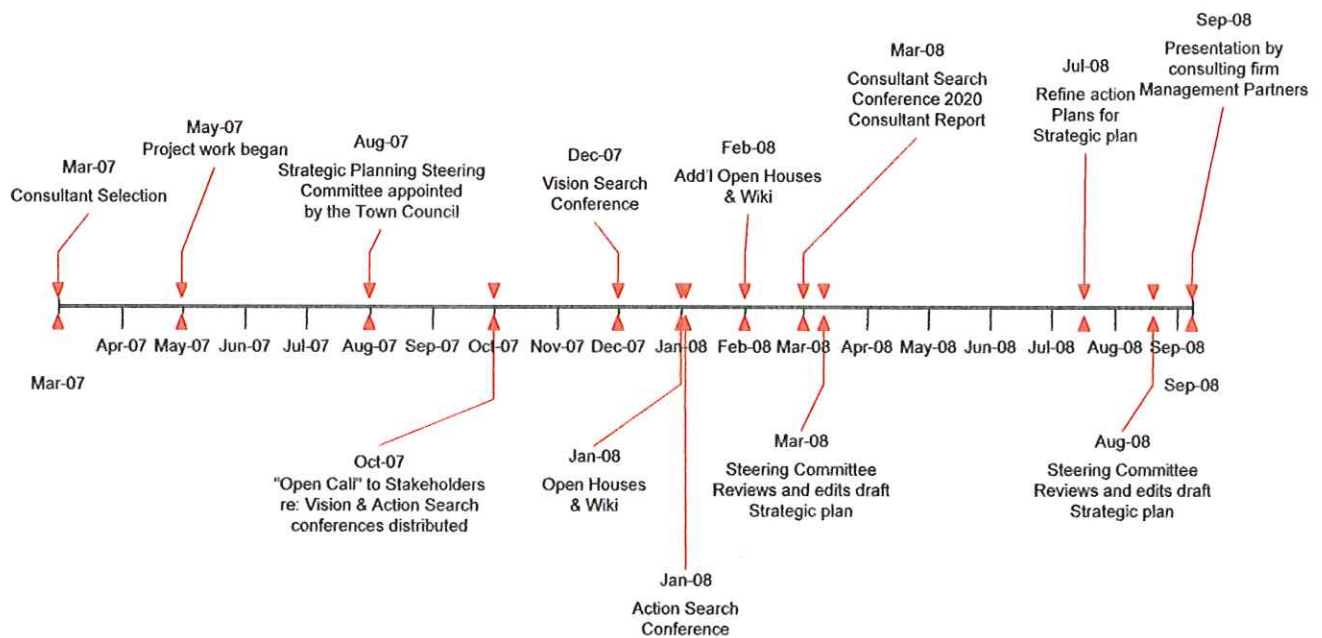 Mar-07
Consultant Selection
May-07
Project work began
Aug-07
Strategic Planning Steering
Committee appointed
by the Town Council
Dec-07
Vision Search
Conference
Feb-08
Add'l Open Houses
& Wiki
Mar-08
Consultant Search
Conference 2020
Consultant Report
Jul-08
Refine action
Plans for
Strategic plan
Sep-08
Presentation by
consulting firm
Management Partners
Apr-07 May-07 Jun-07 Jul-07 Aug-07 Sep-07 Oct-07 Nov-07 Dec-07 Jan-08 Feb-08 Mar-08 Apr-08 May-08 Jun-08 Jul-08 Aug-08 Sep-08
Mar-07
Sep-08
Oct-07
"Open Call" to Stakeholders
re: Vision & Action Search
conferences distributed
Jan-08
Open Houses
& Wiki
Jan-08
Action Search
Conference
Mar-08
Steering Committee
Reviews and edits draft
Strategic plan
Aug-08
Steering Committee
Reviews and edits draft
Strategic plan